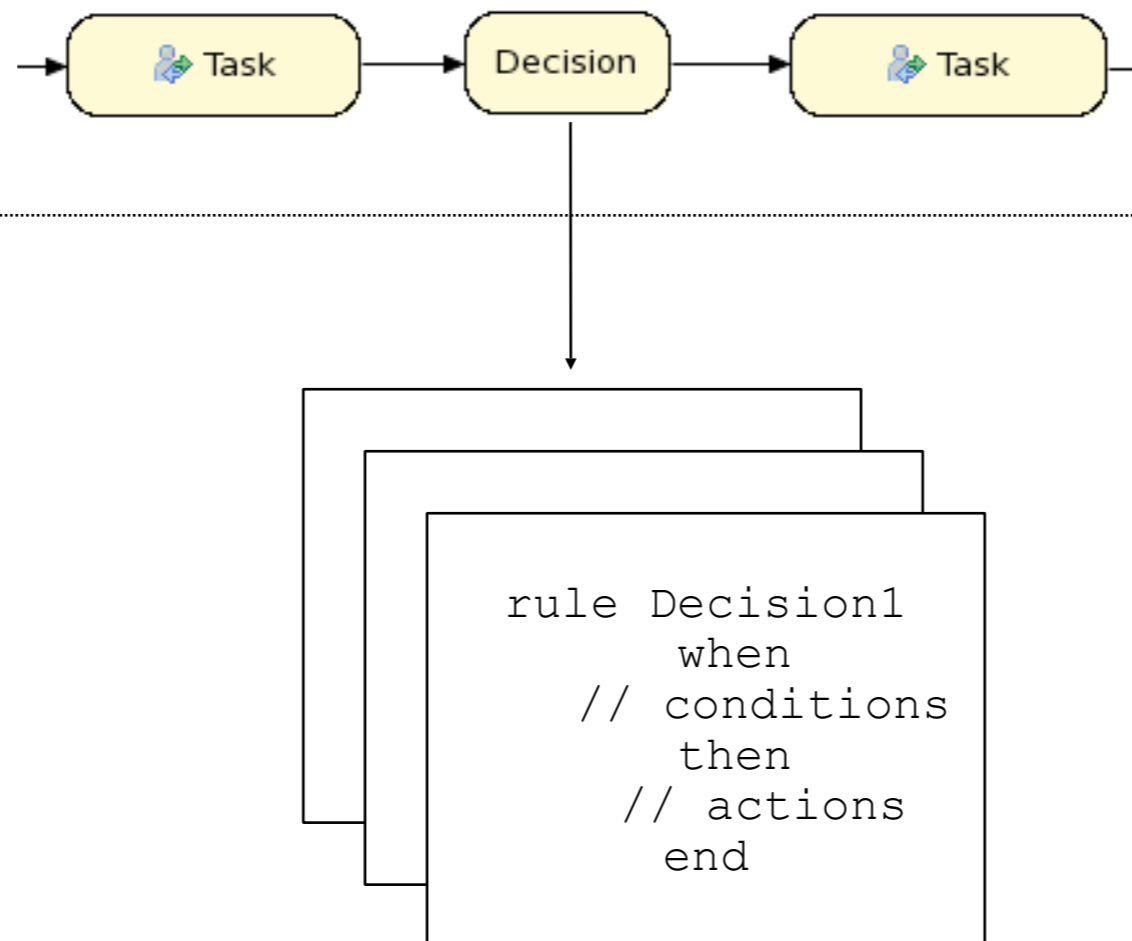 Task
Decision
Task
rule Decision1
when
// conditions
then
// actions
end